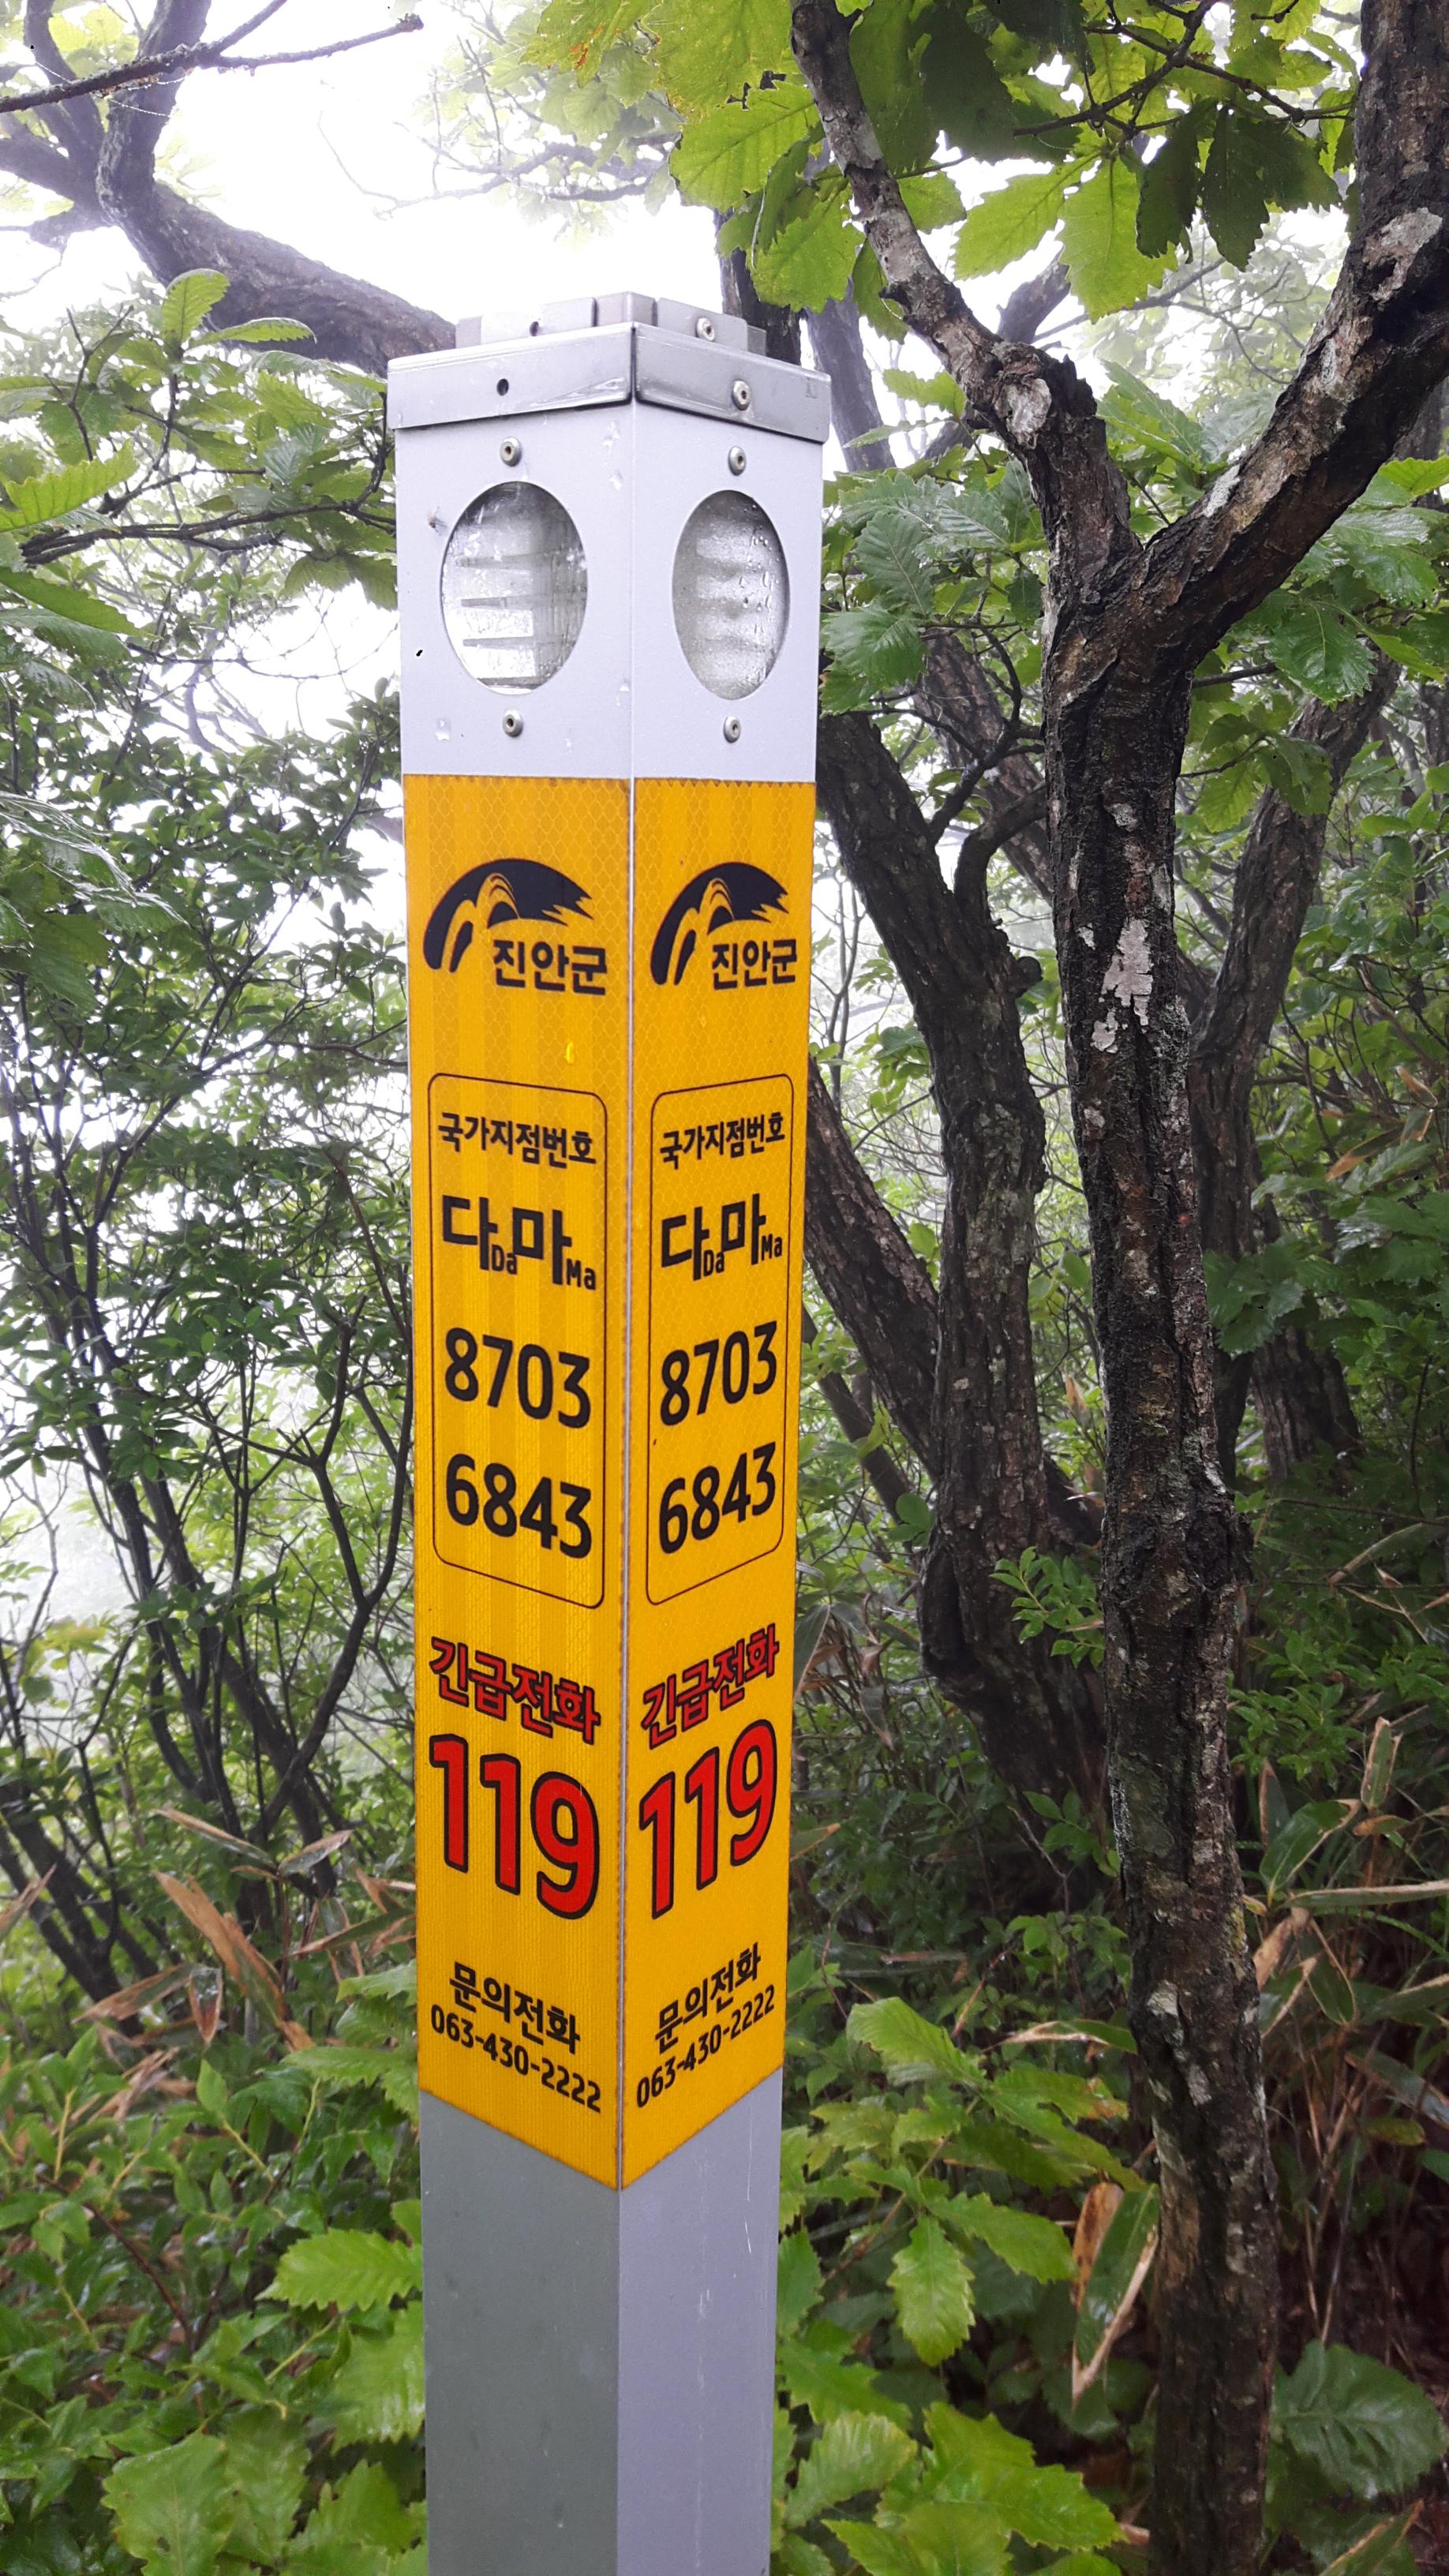 진안군
국가지점번호
다Da마Ma
8703
6843
긴급전화
119
문의전화
063-430-2222
진안군
국가지점번호
다Da마Ma
8703
6843
긴급전화
119
문의전화
063-430-2222